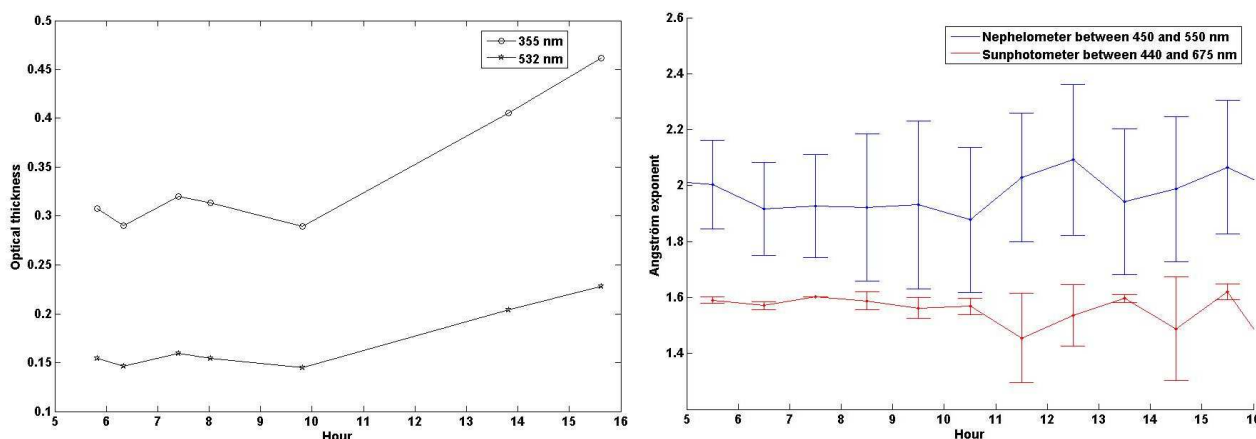 0.5
0.45
0.4
0.35
0.3
0.25
0.2
0.15
0.1
Optical thickness
355 nm
532 nm
5 6 7 8 9 10 11 12 13 14 15 16
Hour
2.6
2.4
2.2
2
1.8
1.6
1.4
Angström exponent
Nephelometer between 450 and 550 nm
Sunphotometer between 440 and 675 nm
5 6 7 8 9 10 11 12 13 14 15
Hour